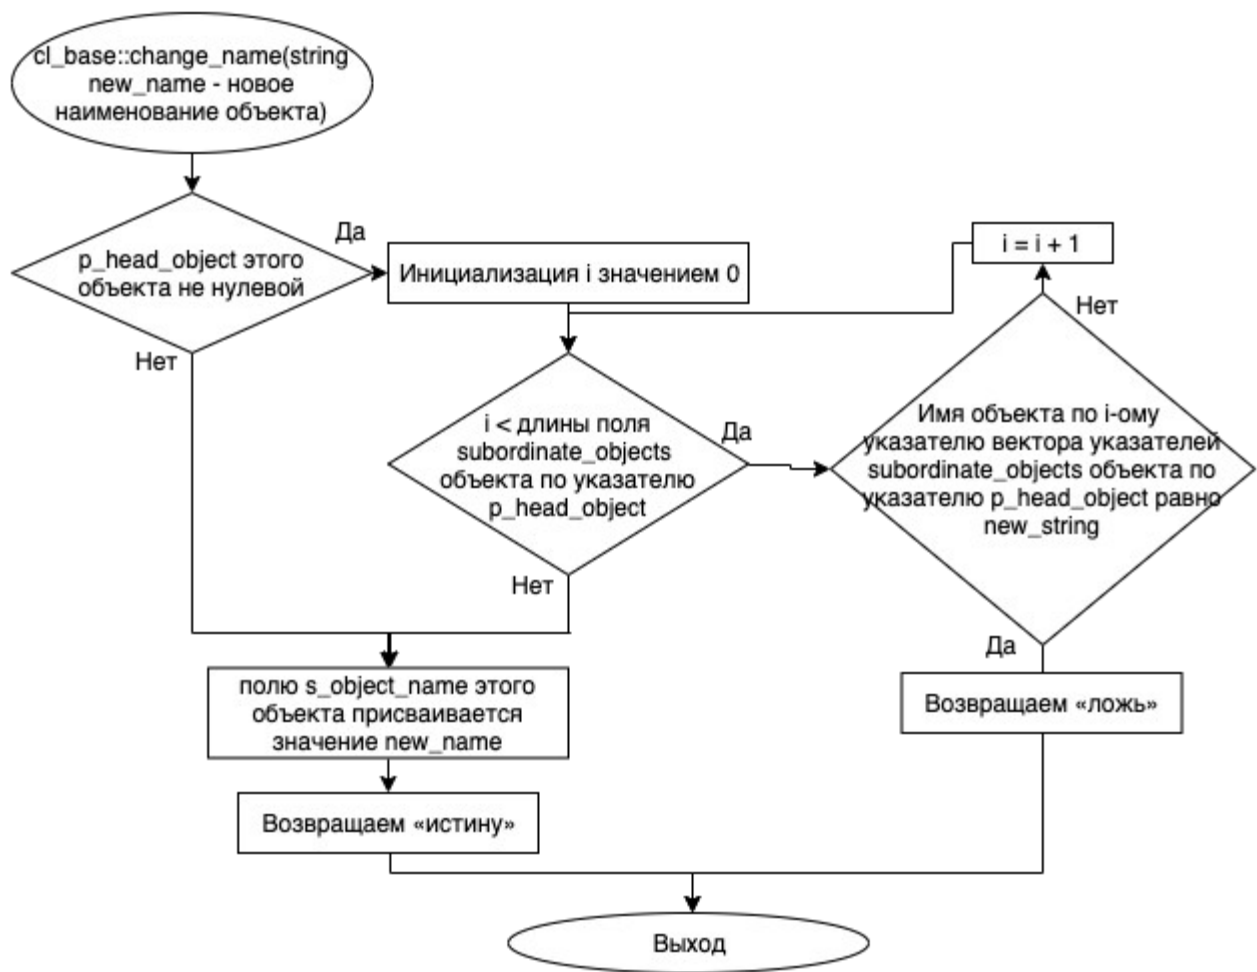 cl_base::change_name(string
new_name - новое
наименование объекта)
p_head_object этого
объекта не нулевой
Да
Нет
Инициализация i значением 0
i = i + 1
i < длины поля
subordinate_objects
объекта по указателю
p_head_object
Да
Нет
Имя объекта по i-ому
указателю вектора указателей
subordinate_objects объекта по
указателю p_head_object равно
new_string
Нет
Да
полю s_object_name этого
объекта присваивается
значение new_name
Возвращаем «ложь»
Возвращаем «истину»
Выход